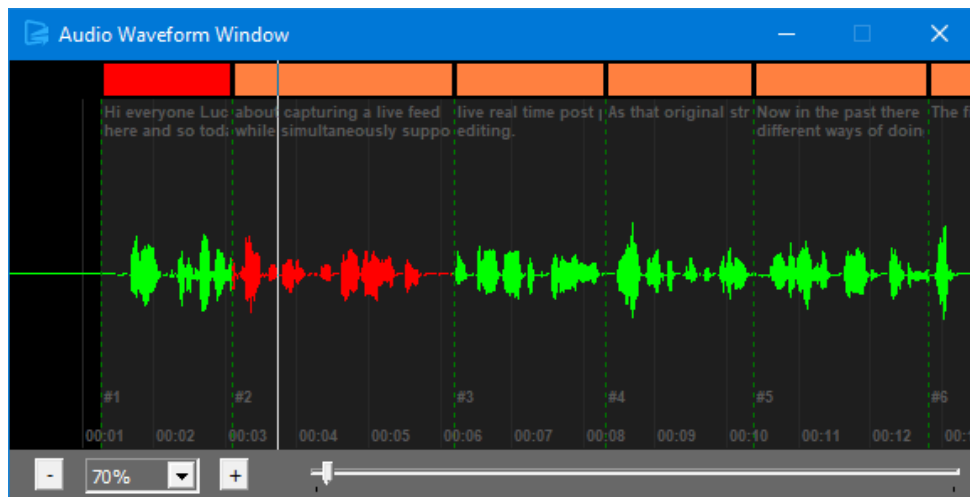 Audio Waveform Window
Hi everyone Luc about capturing a live feed live real time post As that original str Now in the past there The
here and so toda while simultaneously suppo editing. different ways of doin
#1 #2 #3 #4 #5 #6
00:01 00:02 00:03 00:04 00:05 00:06 00:07 00:08 00:09 00:10 00:11 00:12 00:
- 70% +